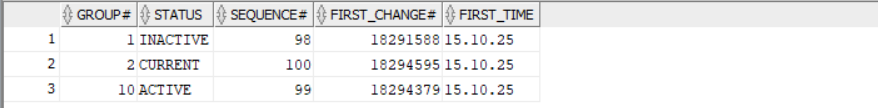 GROUP# STATUS SEQUENCE# FIRST_CHANGE# FIRST_TIME
1 1 INACTIVE 98 18291588 15.10.25
2 2 CURRENT 100 18294595 15.10.25
3 10 ACTIVE 99 18294379 15.10.25